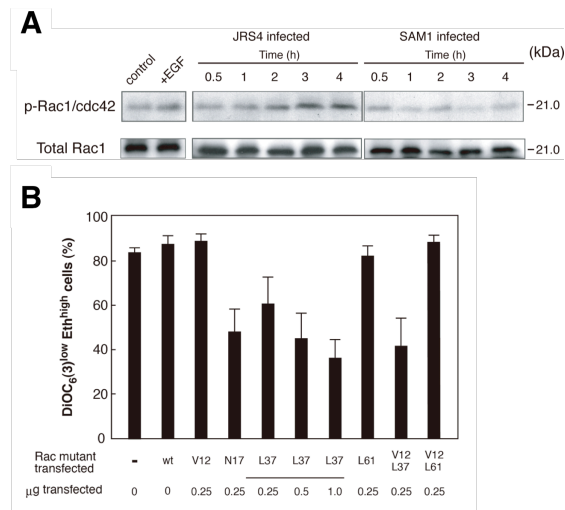 A
JRS4 infected SAM1 infected
control +EGF Time (h) Time (h) (kDa)
0.5 1 2 3 4 0.5 1 2 3 4
p-Rac1/cdc42 -21.0
Total Rac1 -21.0
B
DiOC6(3)low Ethhigh cells (%)
100
80
60
40
20
0
Rac mutant transfected - wt V12 N17 L37 L37 L37 L61 V12 L37 V12 L61
μg transfected 0 0 0.25 0.25 0.25 0.5 1.0 0.25 0.25 0.25